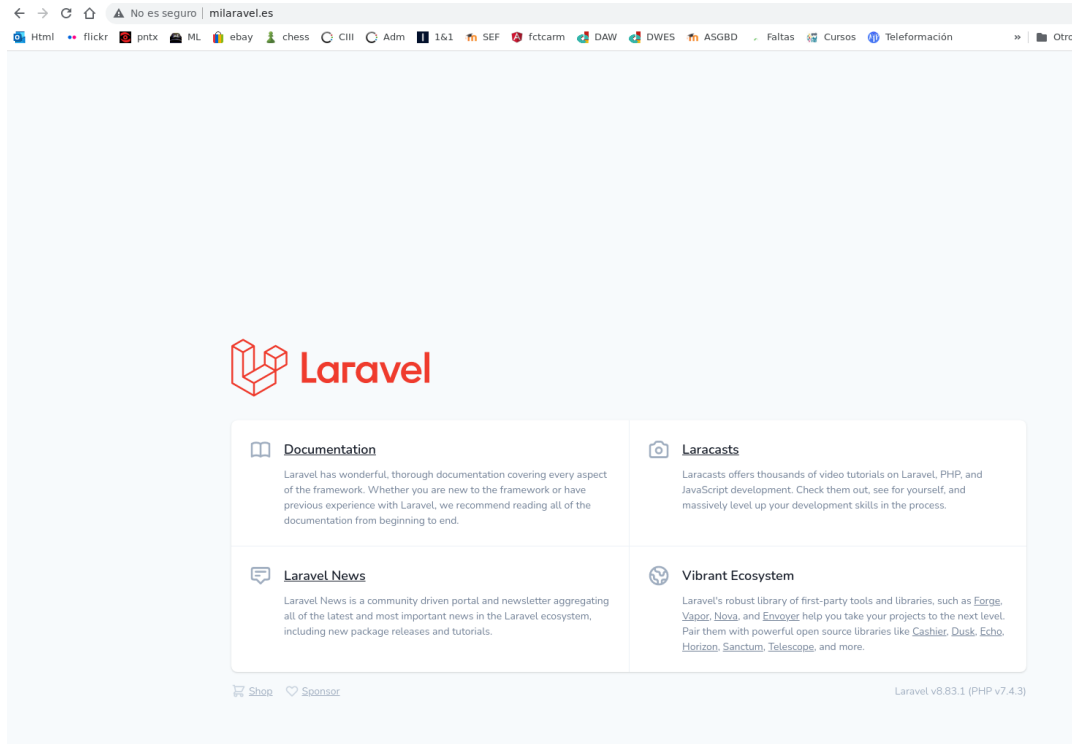 No es seguro | milaravel.es
Html flickr pntx ML ebay chess CIII Adm 1&1 SEF fctcarm DAW DWES ASGBD Faltas Cursos Teleformación » Otro
Laravel
Documentation
Laravel has wonderful, thorough documentation covering every aspect
of the framework. Whether you are new to the framework or have
previous experience with Laravel, we recommend reading all of the
documentation from beginning to end.
Laracasts
Laracasts offers thousands of video tutorials on Laravel, PHP, and
JavaScript development. Check them out, see for yourself, and
massively level up your development skills in the process.
Laravel News
Laravel News is a community driven portal and newsletter aggregating
all of the latest and most important news in the Laravel ecosystem,
including new package releases and tutorials.
Vibrant Ecosystem
Laravel's robust library of first-party tools and libraries, such as Forge,
Vapor, Nova, and Envoyer help you take your projects to the next level.
Pair them with powerful open source libraries like Cashier, Dusk, Echo,
Horizon, Sanctum, Telescope, and more.
Shop Sponsor
Laravel v8.83.1 (PHP v7.4.3)